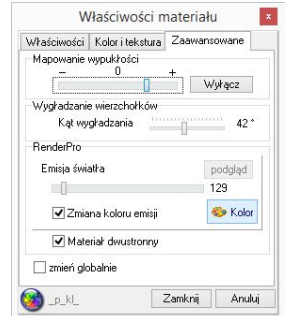 Właściwości materiału
x
Właściwości Kolor i tekstura Zaawansowane
Mapowanie wypukłości
– 0 +
Wyłącz
Wygładzanie wierzchołków
Kąt wygładzania 42 °
RenderPro
Emisja światła podgląd
129
Zmiana koloru emisji Kolor
Materiał dwustronny
zmień globalnie
_p_kl_ Zamknij Anuluj